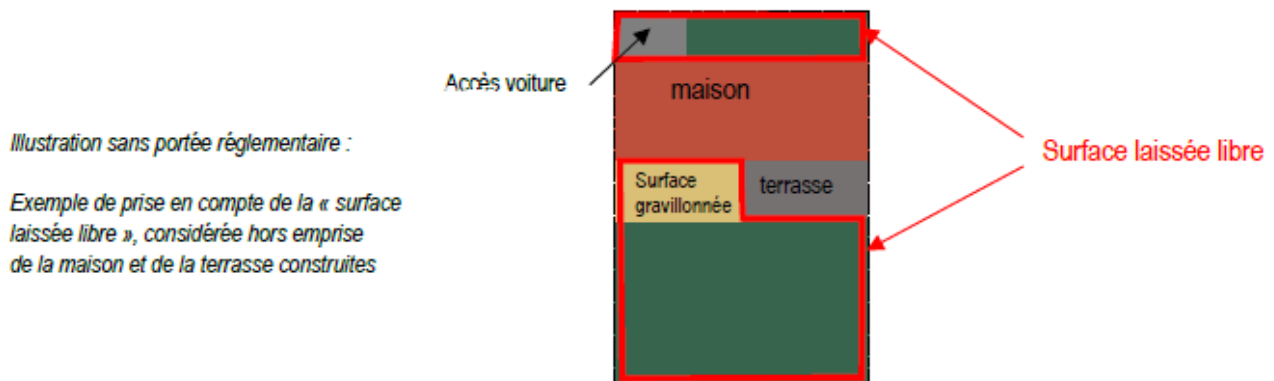 Accès voiture
maison
Illustration sans portée réglementaire :
Surface laissée libre
Surface
gravillonnée
terrasse
Exemple de prise en compte de la « surface
laissée libre », considérée hors emprise
de la maison et de la terrasse construites